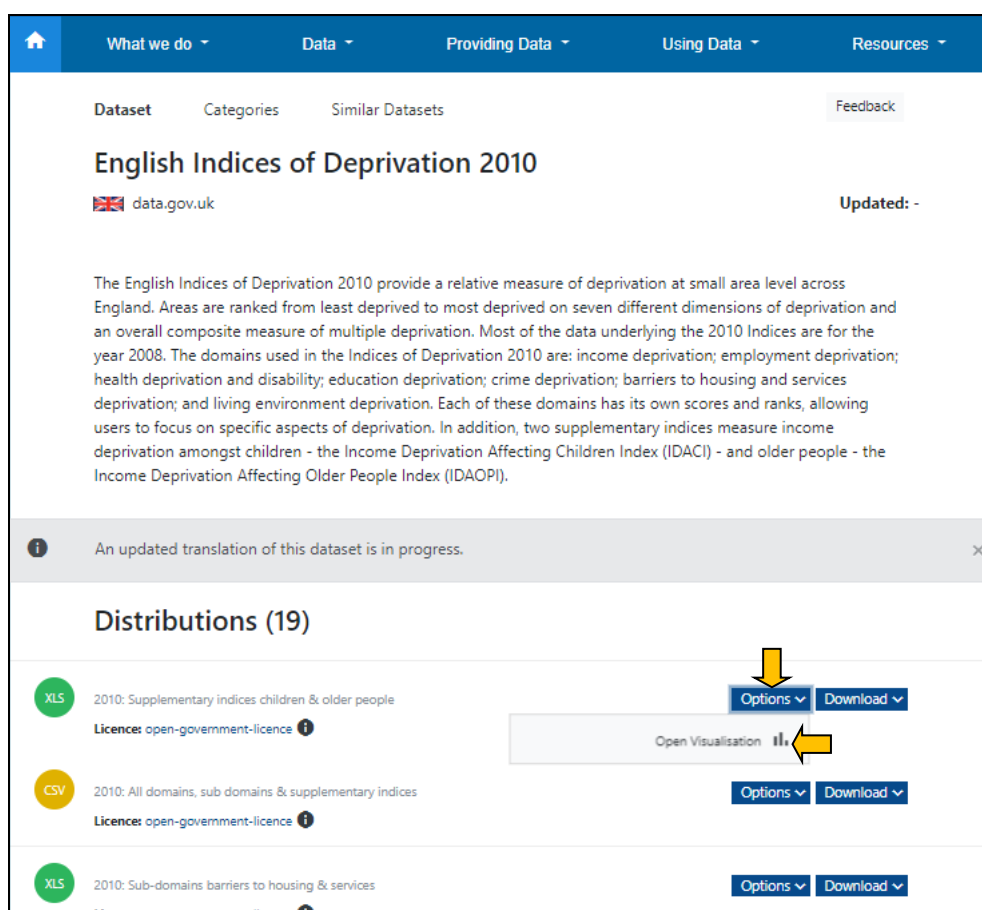 What we do Data Providing Data Using Data Resources
Dataset Categories Similar Datasets Feedback
English Indices of Deprivation 2010
data.gov.uk Updated: -
The English Indices of Deprivation 2010 provide a relative measure of deprivation at small area level across
England. Areas are ranked from least deprived to most deprived on seven different dimensions of deprivation and
an overall composite measure of multiple deprivation. Most of the data underlying the 2010 Indices are for the
year 2008. The domains used in the Indices of Deprivation 2010 are: income deprivation; employment deprivation;
health deprivation and disability; education deprivation; crime deprivation; barriers to housing and services
deprivation; and living environment deprivation. Each of these domains has its own scores and ranks, allowing
users to focus on specific aspects of deprivation. In addition, two supplementary indices measure income
deprivation amongst children - the Income Deprivation Affecting Children Index (IDACI) - and older people - the
Income Deprivation Affecting Older People Index (IDAOPI).
An updated translation of this dataset is in progress.
Distributions (19)
XLS 2010: Supplementary indices children & older people Options Download
Licence: open-government-licence
Open Visualisation
CSV 2010: All domains, sub domains & supplementary indices Options Download
Licence: open-government-licence
XLS 2010: Sub-domains barriers to housing & services Options Download